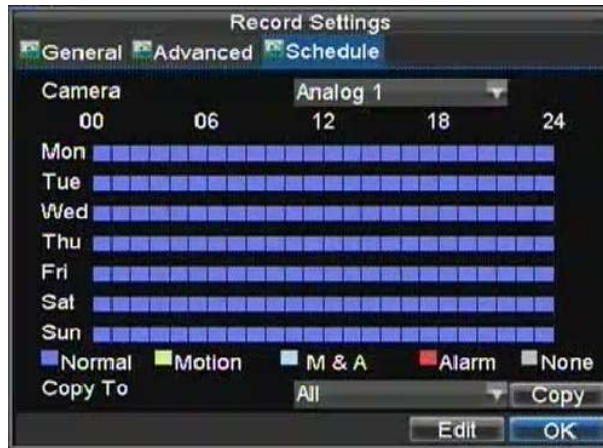 Record Settings
General Advanced Schedule
Camera Analog 1
00 06 12 18 24
Mon
Tue
Wed
Thu
Fri
Sat
Sun
Normal Motion M & A Alarm None
Copy To All Copy
Edit OK